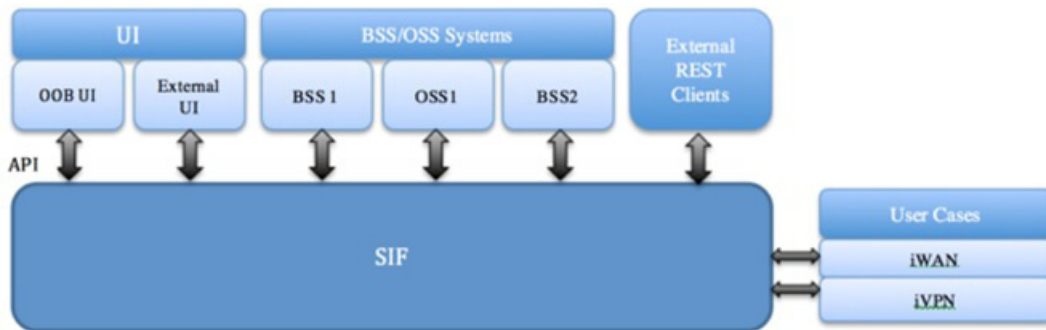 UI
OOB UI
External
UI
BSS/OSS Systems
BSS 1
OSS1
BSS2
External
REST
Clients
API
SIF
User Cases
iWAN
iVPN